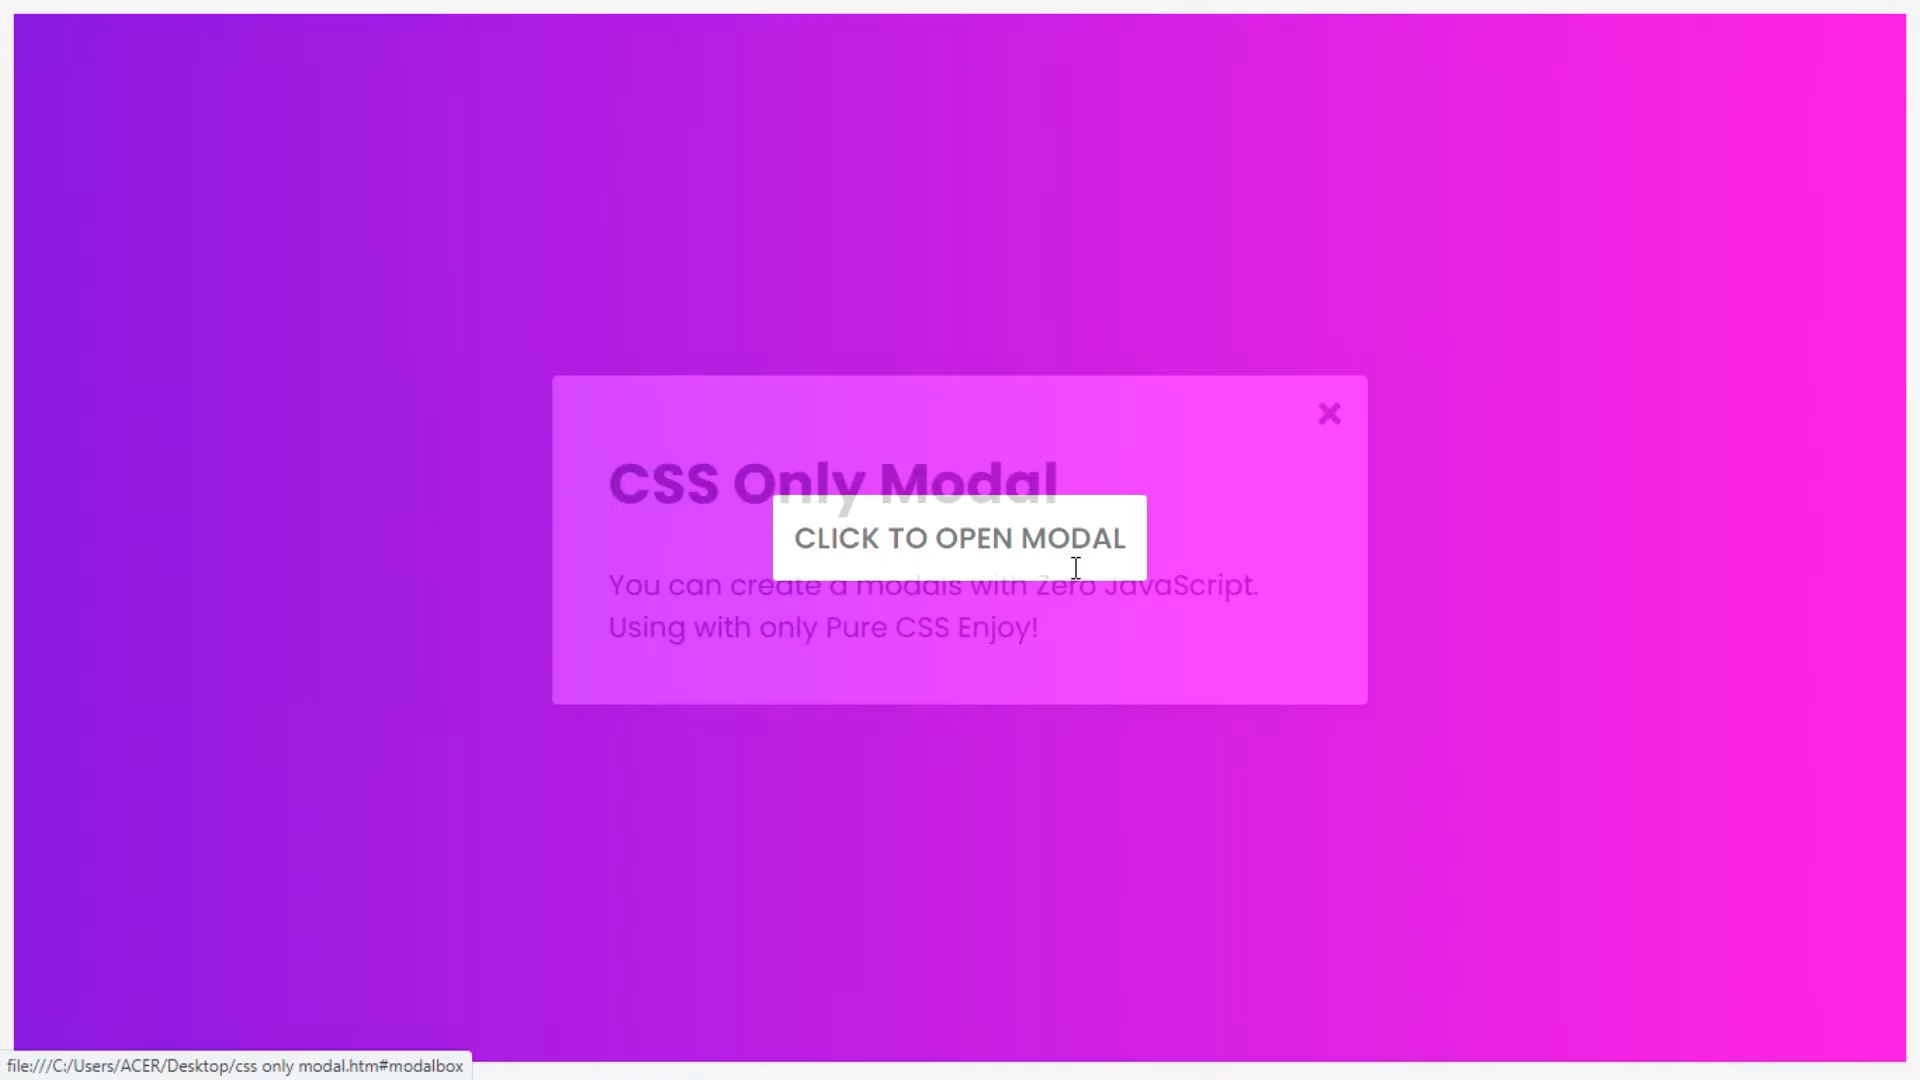 CSS Only Modal
CLICK TO OPEN MODAL
You can create a modals with Zero JavaScript.
Using with only Pure CSS Enjoy!
file:///C:/Users/ACER/Desktop/css only modal.htm#modalbox